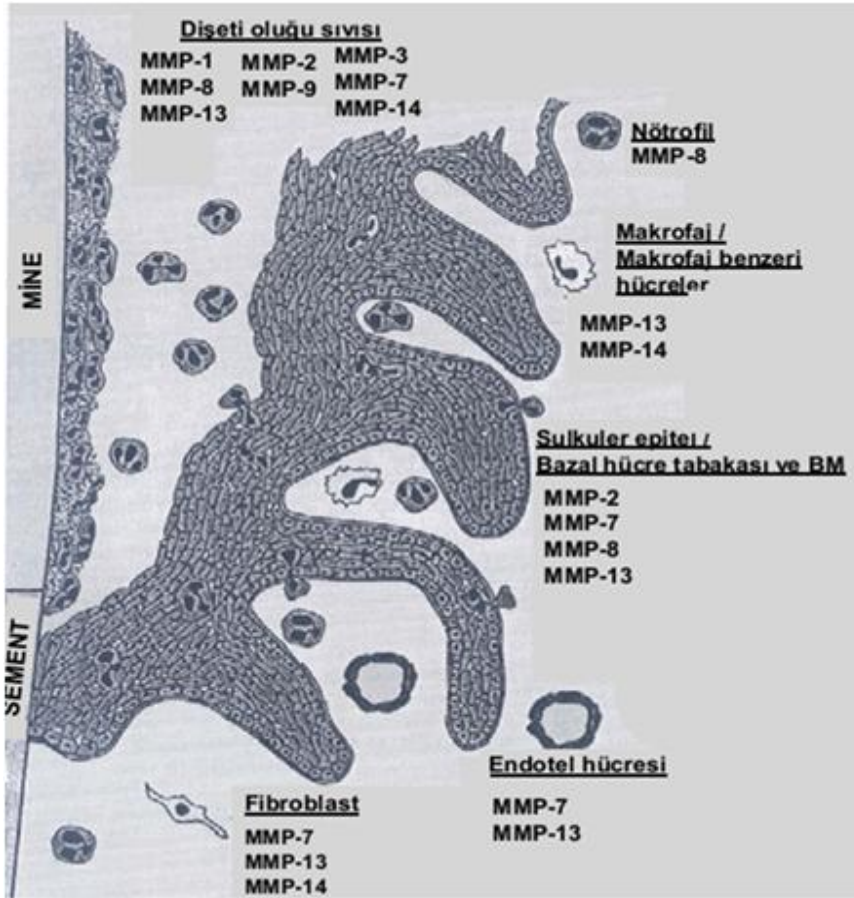 Dişeti oluğu sıvısı
MMP-1 MMP-2 MMP-3
MMP-8 MMP-9 MMP-7
MMP-13 MMP-14
Nötrofil
MMP-8
Makrofaj /
Makrofaj benzeri
hücreler
MMP-13
MMP-14
MİNE
Sulkuler epitel /
Bazal hücre tabakası ve BM
MMP-2
MMP-7
MMP-8
MMP-13
SEMENT
Endotel hücresi
MMP-7
MMP-13
Fibroblast
MMP-7
MMP-13
MMP-14